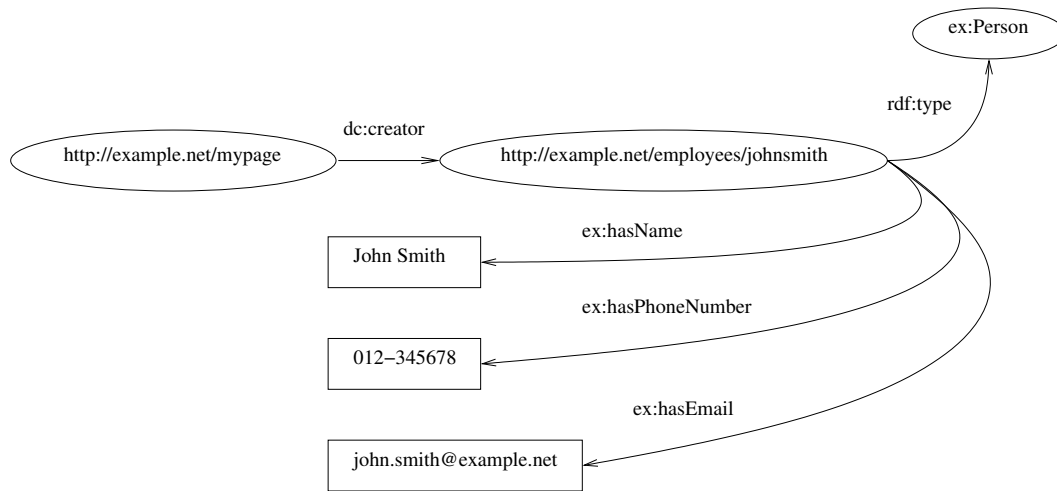 ex:Person
rdf:type
dc:creator
http://example.net/mypage
http://example.net/employees/johnsmith
ex:hasName
John Smith
ex:hasPhoneNumber
012−345678
ex:hasEmail
john.smith@example.net